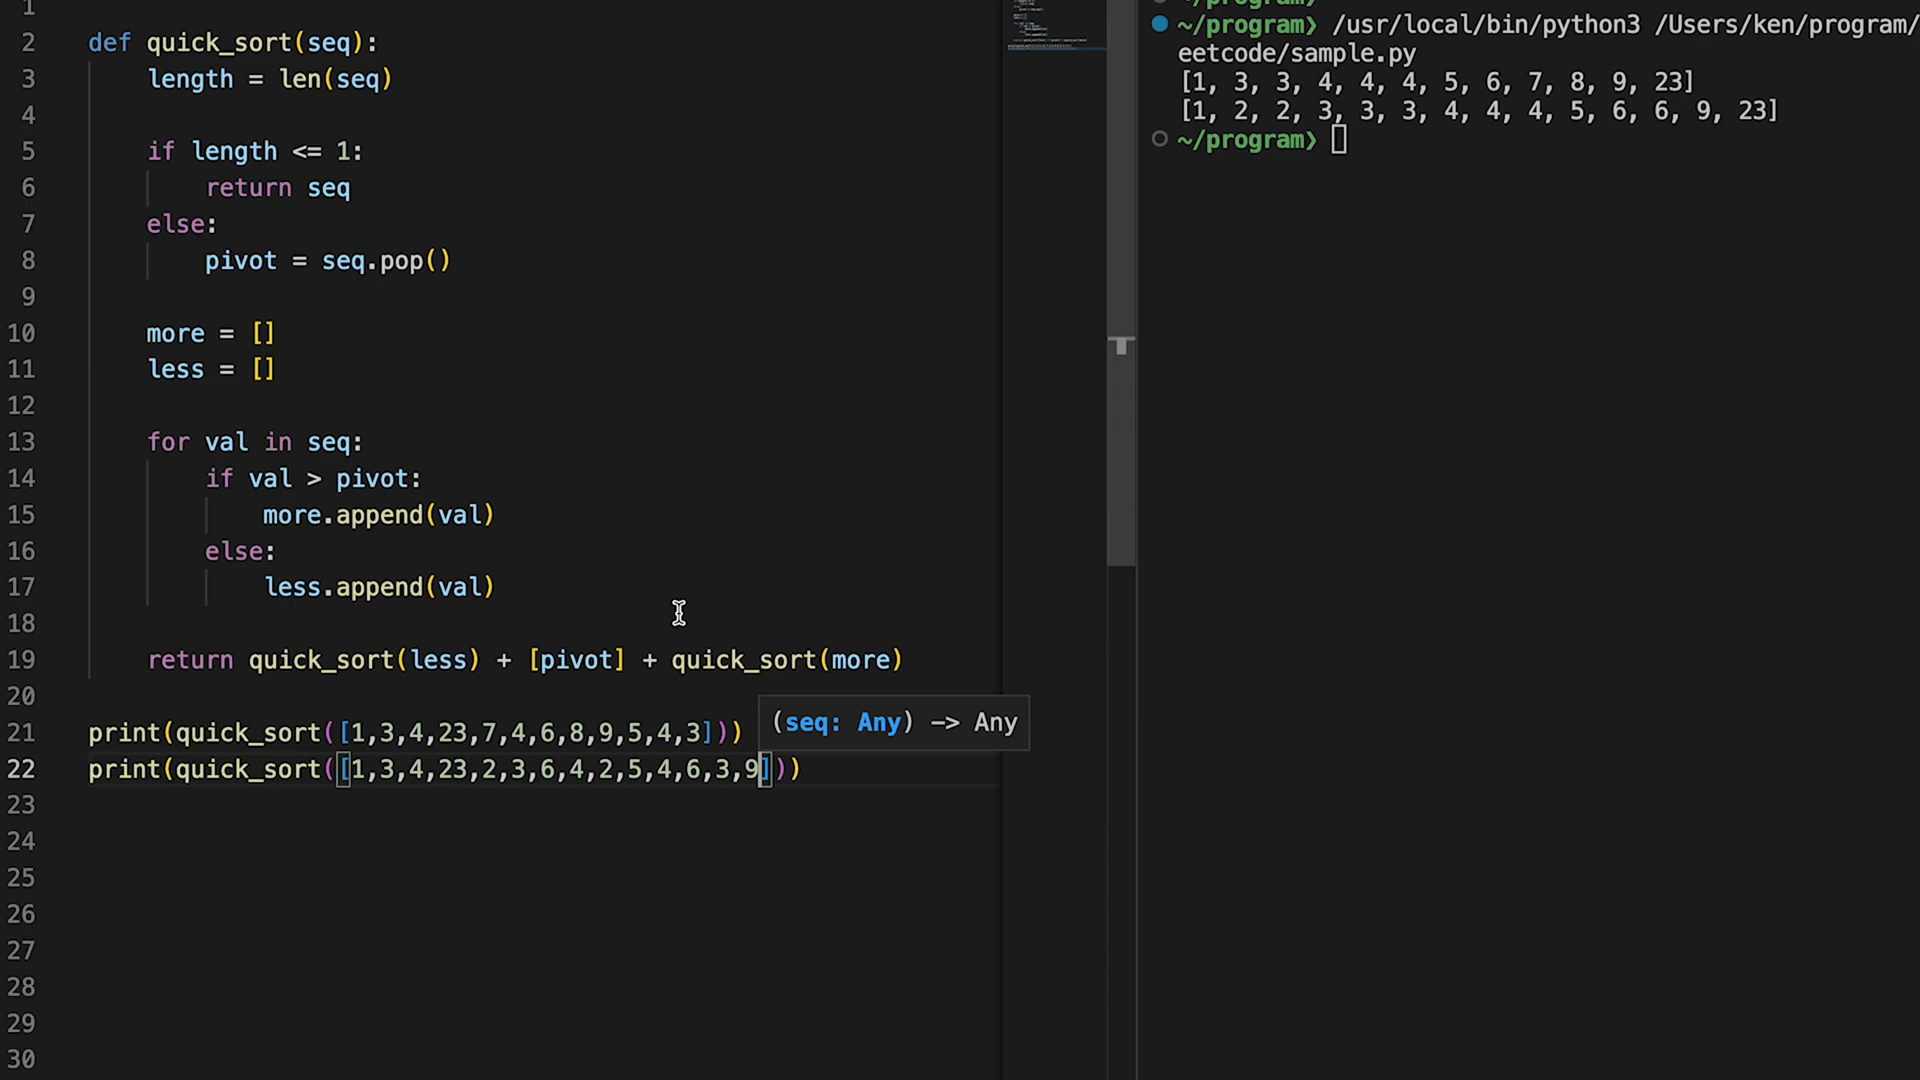 1
2 def quick_sort(seq):
3 length = len(seq)
4
5 if length <= 1:
6 return seq
7 else:
8 pivot = seq.pop()
9
10 more = []
11 less = []
12
13 for val in seq:
14 if val > pivot:
15 more.append(val)
16 else:
17 less.append(val)
18
19 return quick_sort(less) + [pivot] + quick_sort(more)
20
(seq: Any) -> Any
21 print(quick_sort([1,3,4,23,7,4,6,8,9,5,4,3]))
22 print(quick_sort([1,3,4,23,2,3,6,4,2,5,4,6,3,9]))
23
24
25
26
27
28
29
30
~/program❯ /usr/local/bin/python3 /Users/ken/program/
eetcode/sample.py
[1, 3, 3, 4, 4, 4, 5, 6, 7, 8, 9, 23]
[1, 2, 2, 3, 3, 3, 4, 4, 4, 5, 6, 6, 9, 23]
~/program❯